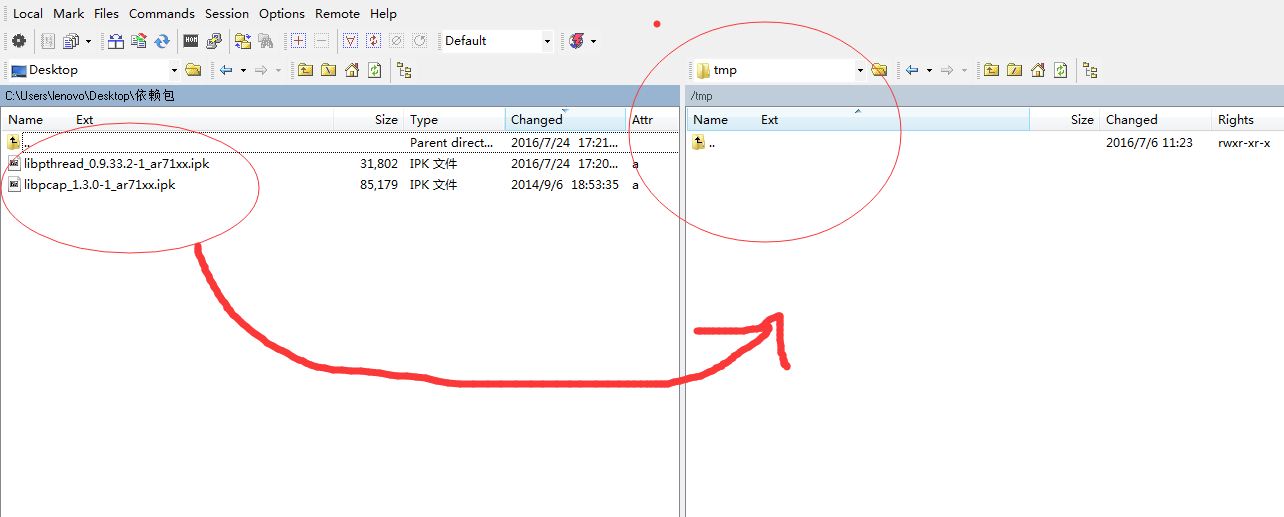 Local Mark Files Commands Session Options Remote Help
Default
Desktop tmp
C:\Users\lenovo\Desktop\依赖包 /tmp
Name Ext Size Type Changed Attr Name Ext Size Changed Rights
.. Parent direct... 2016/7/24 17:21... .. 2016/7/6 11:23 rwxr-xr-x
libpthread_0.9.33.2-1_ar71xx.ipk 31,802 IPK 文件 2016/7/24 17:20... a
libpcap_1.3.0-1_ar71xx.ipk 85,179 IPK 文件 2014/9/6 18:53:35 a